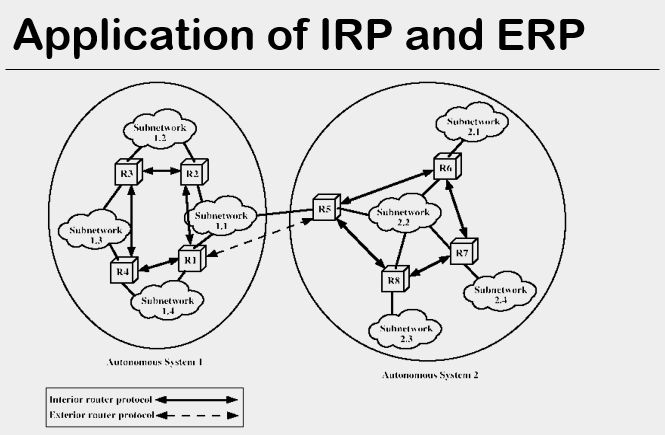 Application of IRP and ERP
Subnetwork
1.2
R3
R2
Subnetwork
1.1
Subnetwork
1.3
R4
R1
Subnetwork
1.4
Autonomous System 1
Subnetwork
2.1
R6
R5
Subnetwork
2.2
R7
R8
Subnetwork
2.4
Subnetwork
2.3
Autonomous System 2
Interior router protocol
Exterior router protocol